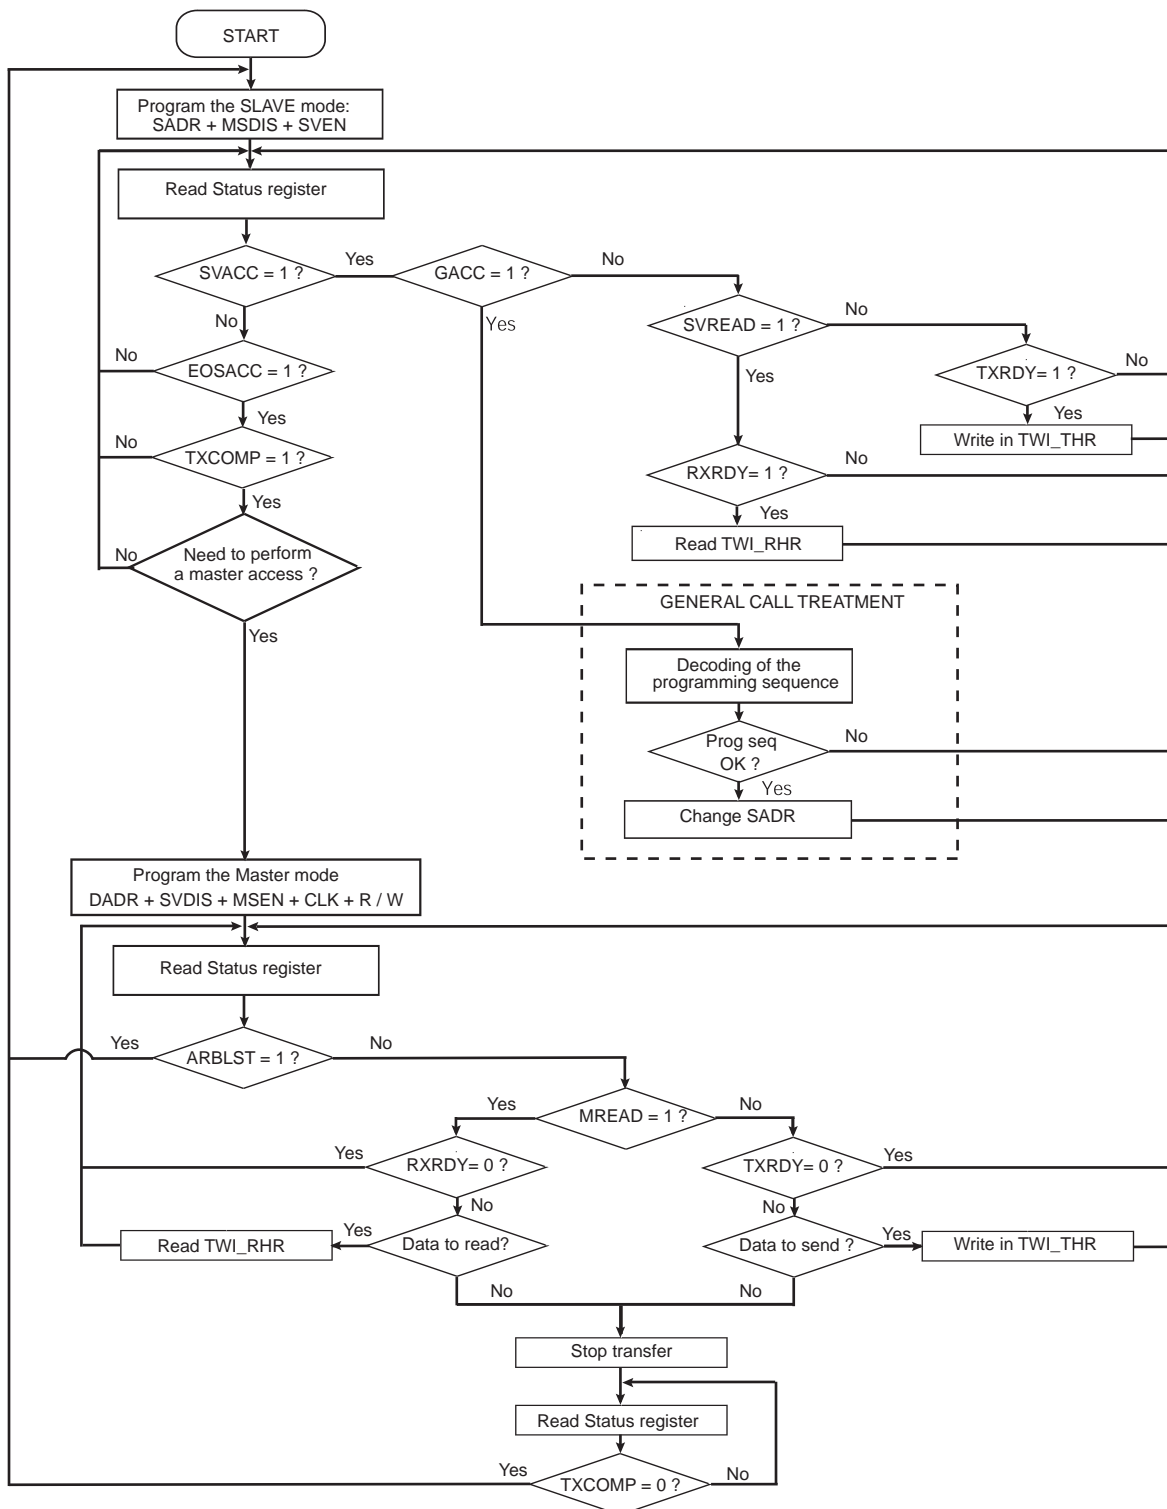 START
Program the SLAVE mode:
SADR + MSDIS + SVEN
Read Status register
SVACC = 1 ?
Yes
GACC = 1 ?
No
No
Yes
SVREAD = 1 ?
No
No
EOSACC = 1 ?
Yes
TXRDY= 1 ?
No
Yes
Yes
Write in TWI_THR
No
TXCOMP = 1 ?
RXRDY= 1 ?
No
Yes
Yes
Read TWI_RHR
No
Need to perform
a master access ?
Yes
GENERAL CALL TREATMENT
Decoding of the
programming sequence
Prog seq
OK ?
No
Yes
Change SADR
Program the Master mode
DADR + SVDIS + MSEN + CLK + R / W
Read Status register
Yes
ARBLST = 1 ?
No
Yes
MREAD = 1 ?
No
Yes
RXRDY= 0 ?
TXRDY= 0 ?
Yes
No
No
Read TWI_RHR
Yes
Data to read?
Data to send ?
Yes
Write in TWI_THR
No
No
Stop transfer
Read Status register
Yes
TXCOMP = 0 ?
No